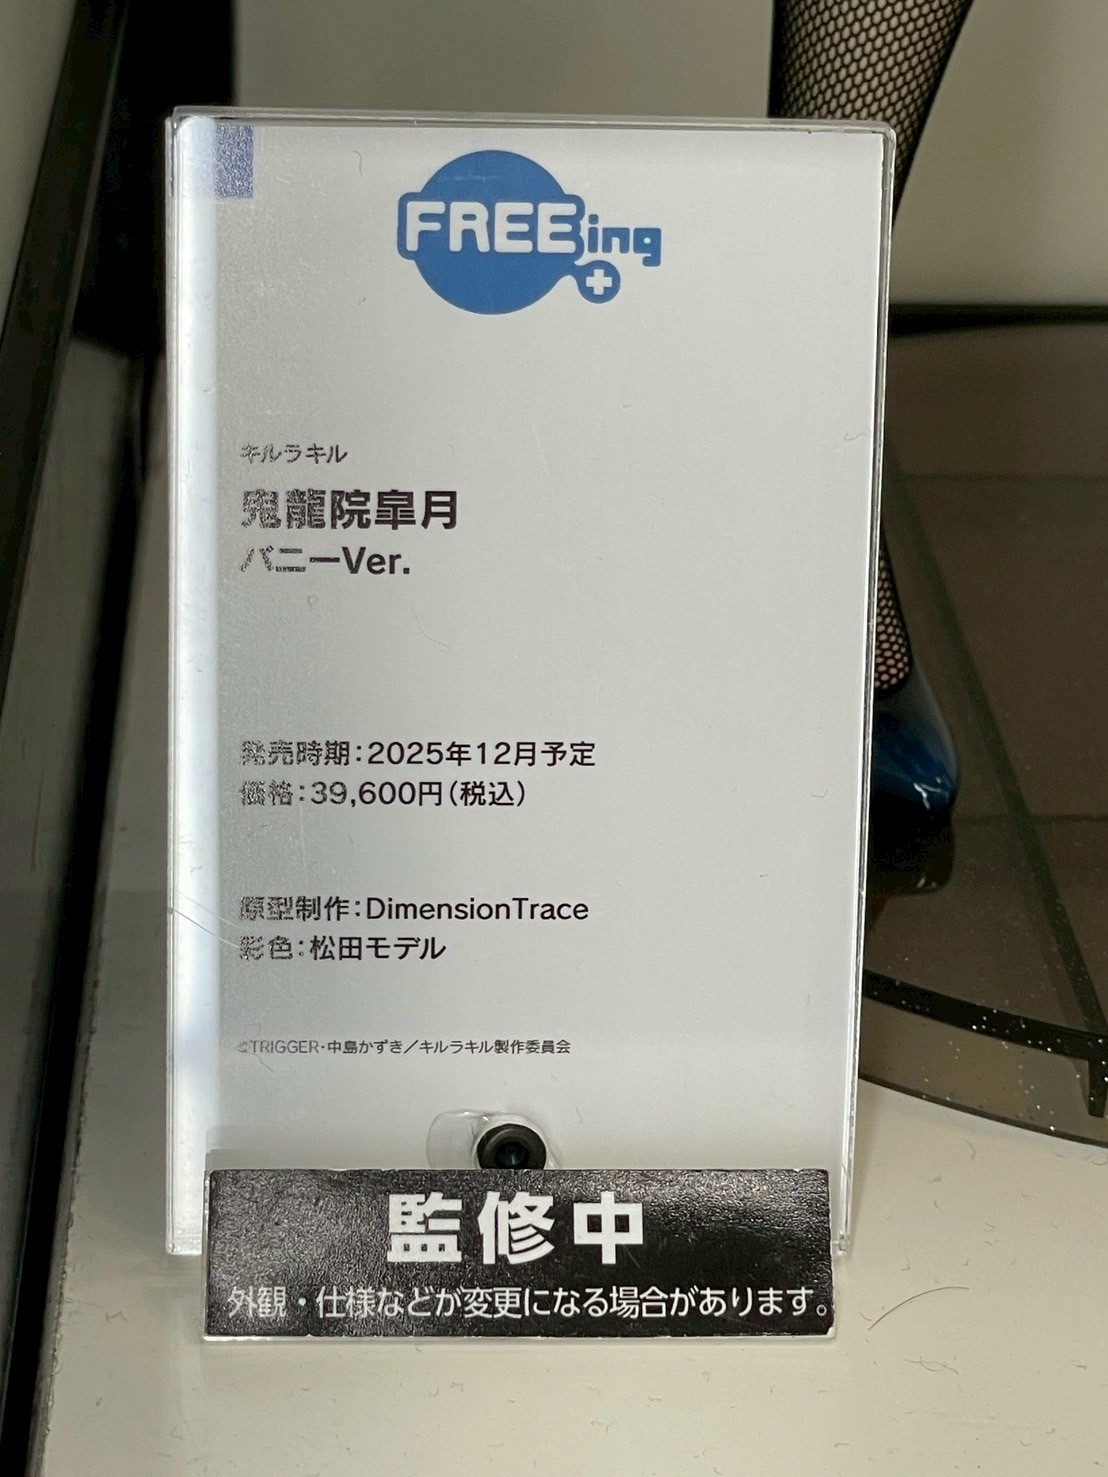 FREEing
キルラキル
鬼龍院皐月
バニーVer.
発売時期：2025年12月予定
価格：39,600円（税込）
原型制作：DimensionTrace
彩色：松田モデル
©TRIGGER・中島かずき／キルラキル製作委員会
監修中
外観・仕様などが変更になる場合があります。